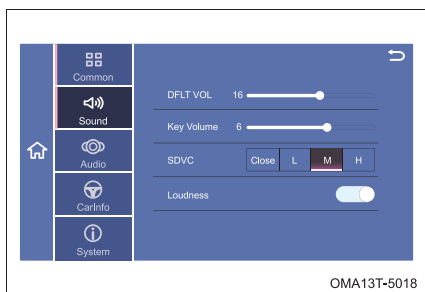 Common
Sound
Audio
CarInfo
System
DFLT VOL 16
Key Volume 6
SDVC Close L M H
Loudness
OMA13T-5018